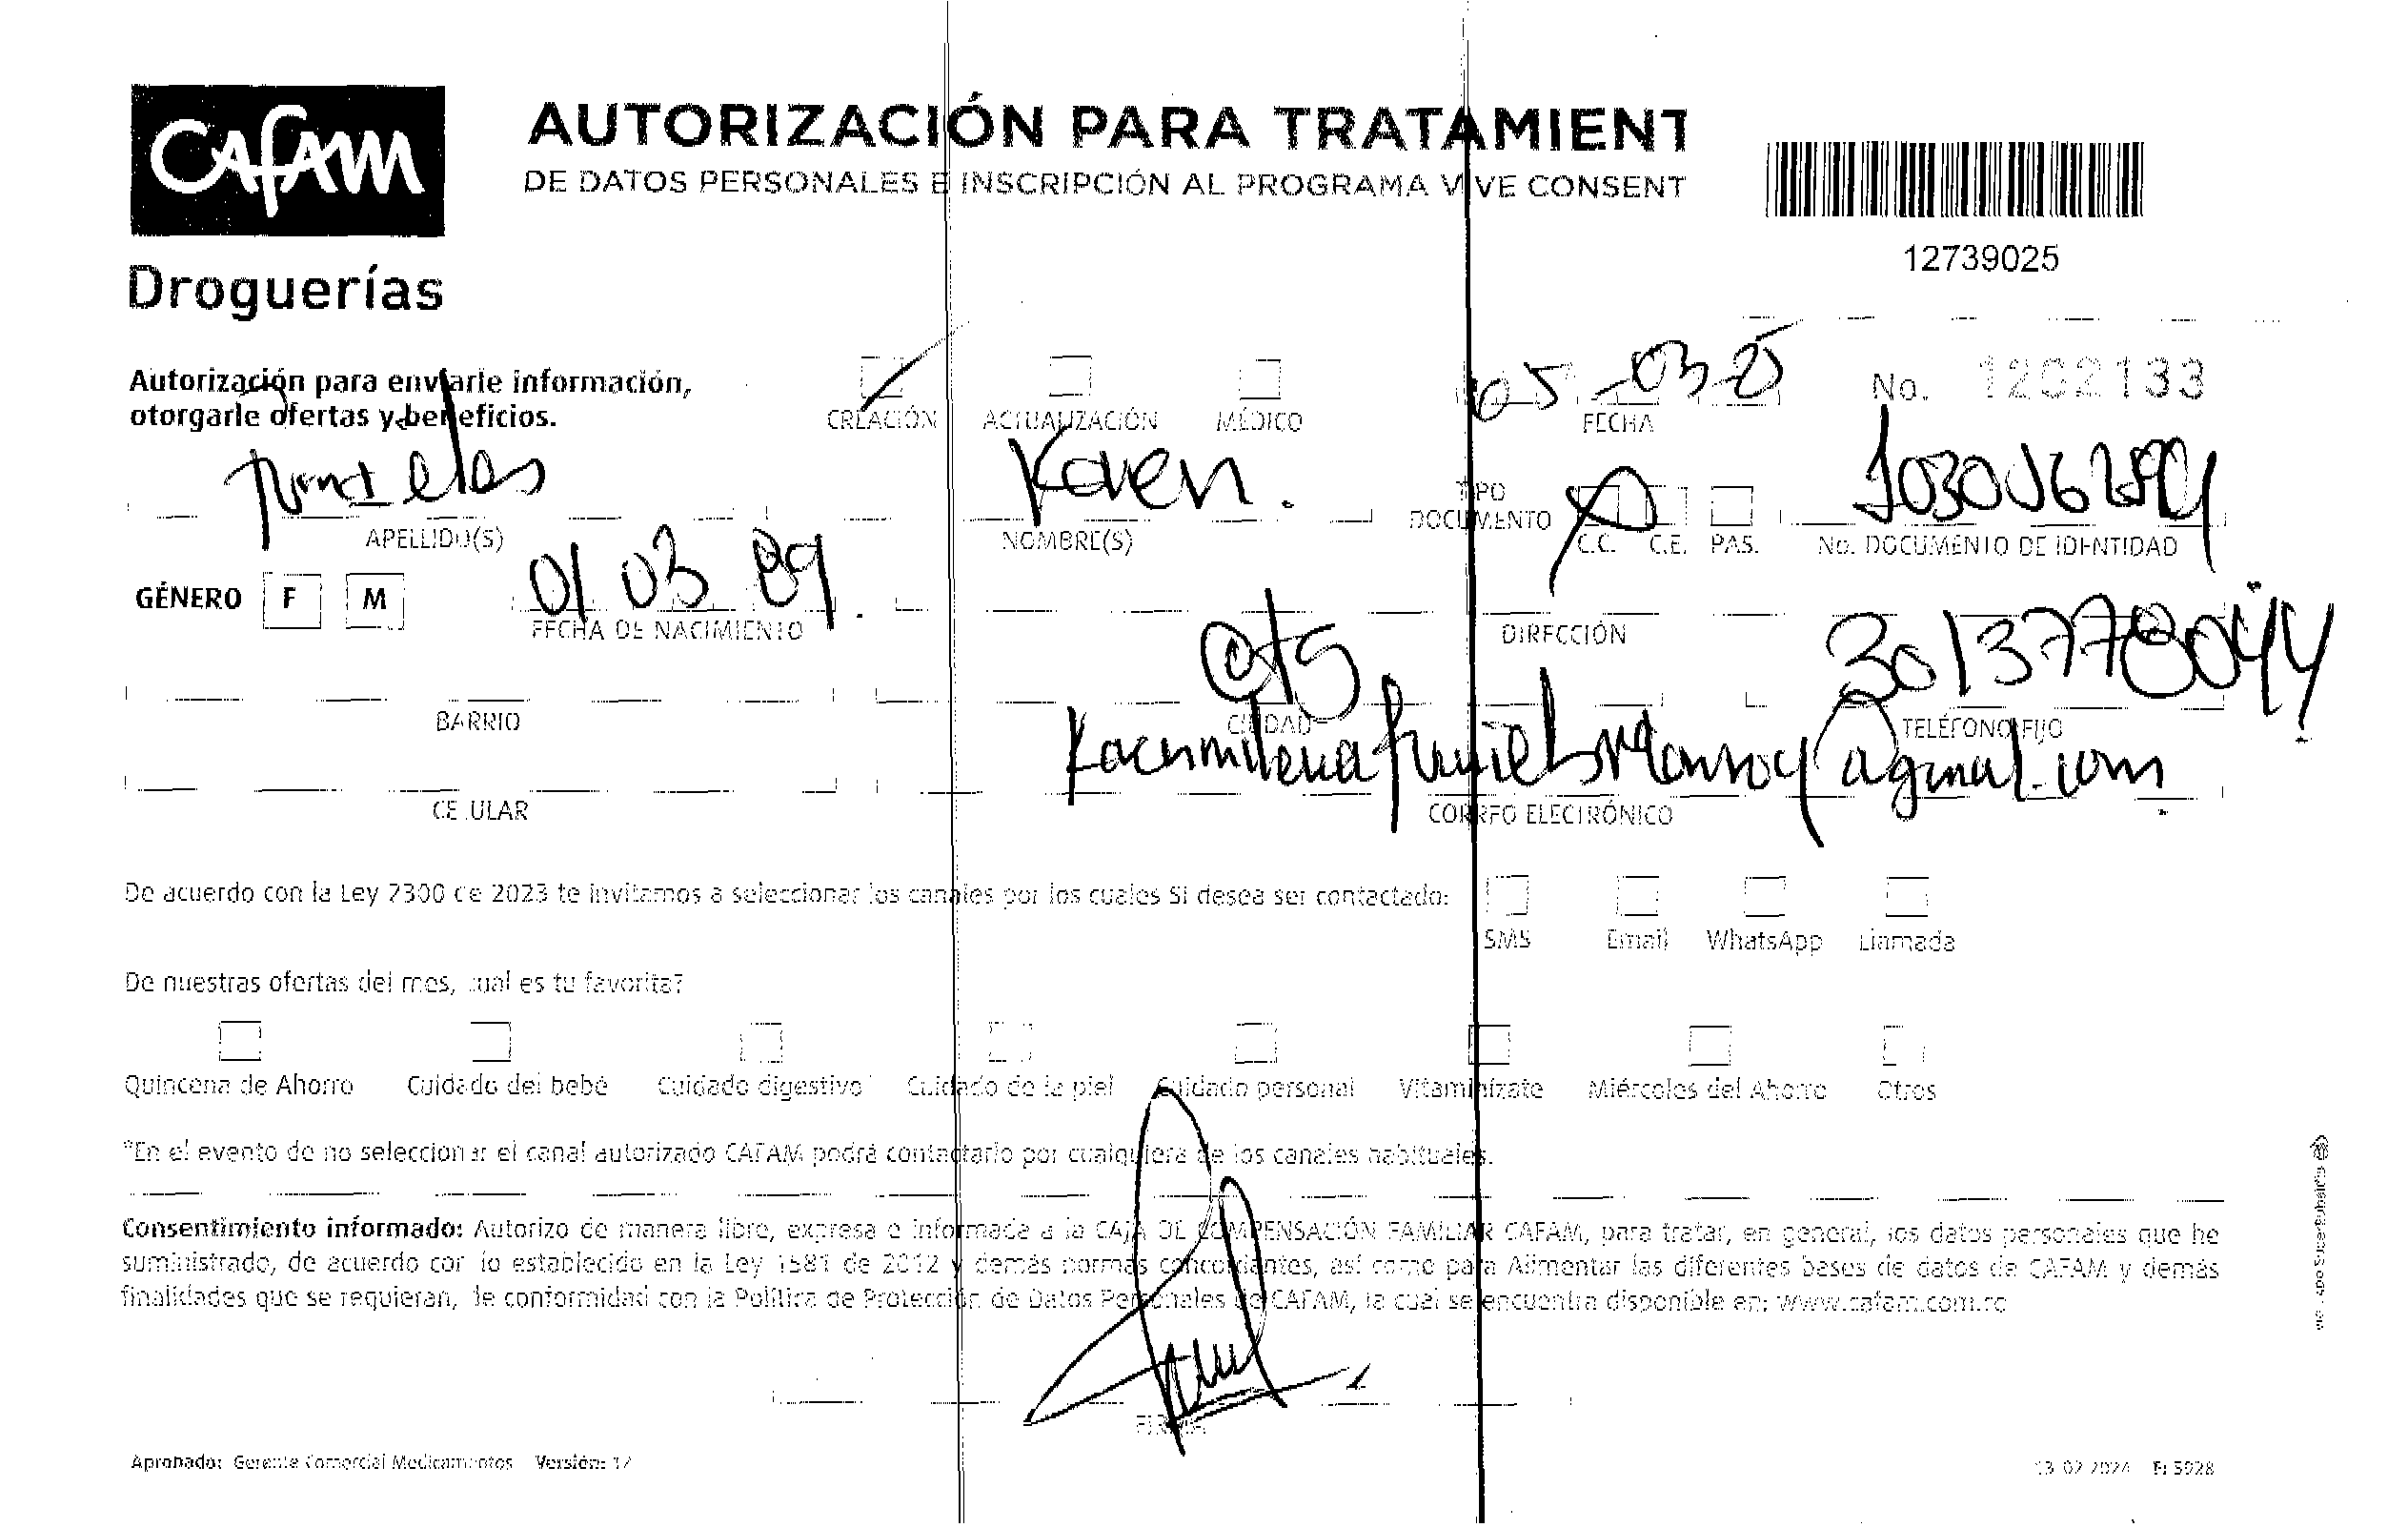 CAFAM
AUTORIZACIÓN PARA TRATAMIENT
DE DATOS PERSONALES E INSCRIPCIÓN AL PROGRAMA VIVE CONSENT
12739025
Droguerías
Autorización para enviarle información,
otorgarle ofertas y beneficios.
CREACIÓN ACTUALIZACIÓN MÉDICO
05-03-25
FECHA
No. 1202133
Karen.
APELLIDO(S)
NOMBRE(S)
TIPO
DOCUMENTO
C.C. C.E. PAS.
No. DOCUMENTO DE IDENTIDAD
GÉNERO F M
01 03 89
FECHA DE NACIMIENTO
DIRECCIÓN
3013778044
BARRIO
CIUDAD
TELÉFONO FIJO
CELULAR
CORREO ELECTRÓNICO
De acuerdo con la Ley 2300 de 2023 te invitamos a seleccionar los canales por los cuales SI desea ser contactado:
SMS Email WhatsApp Llamada
De nuestras ofertas del mes, cual es tu favorita?
Quincena de Ahorro Cuidado del bebé Cuidado digestivo Cuidado de la piel Cuidado personal Vitaminízate Miércoles del Ahorro Otros
*En el evento de no seleccionar el canal autorizado CAFAM podrá contactarlo por cualquiera de los canales habituales.
Consentimiento informado: Autorizo de manera libre, expresa e informada a la CAJA DE COMPENSACIÓN FAMILIAR CAFAM, para tratar, en general, los datos personales que he
suministrado, de acuerdo con lo establecido en la Ley 1581 de 2012 y demás normas concordantes, así como para Alimentar las diferentes bases de datos de CAFAM y demás
finalidades que se requieran, de conformidad con la Política de Protección de Datos Personales de CAFAM, la cual se encuentra disponible en: www.cafam.com.co
FIRMA
Aprobado: Gerente Comercial Medicamentos Versión: 12
13 02 2024 F: 5928